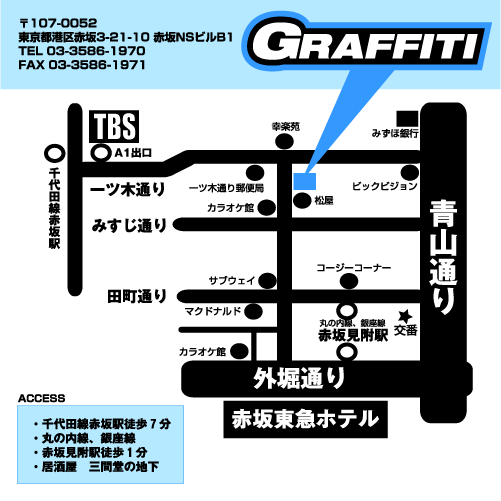 〒107-0052
東京都港区赤坂3-21-10 赤坂NSビルB1
TEL 03-3586-1970
FAX 03-3586-1971
GRAFFITI
TBS
A1出口
幸楽苑
みずほ銀行
千代田線赤坂駅
一ツ木通り
一ツ木通り郵便局
ビックビジョン
カラオケ館
松屋
みすじ通り
青山通り
サブウェイ
コージーコーナー
田町通り
マクドナルド
丸の内線、銀座線
赤坂見附駅
交番
カラオケ館
外堀通り
赤坂東急ホテル
ACCESS
・千代田線赤坂駅徒歩7分
・丸の内線、銀座線
・赤坂見附駅徒歩1分
・居酒屋 三間堂の地下